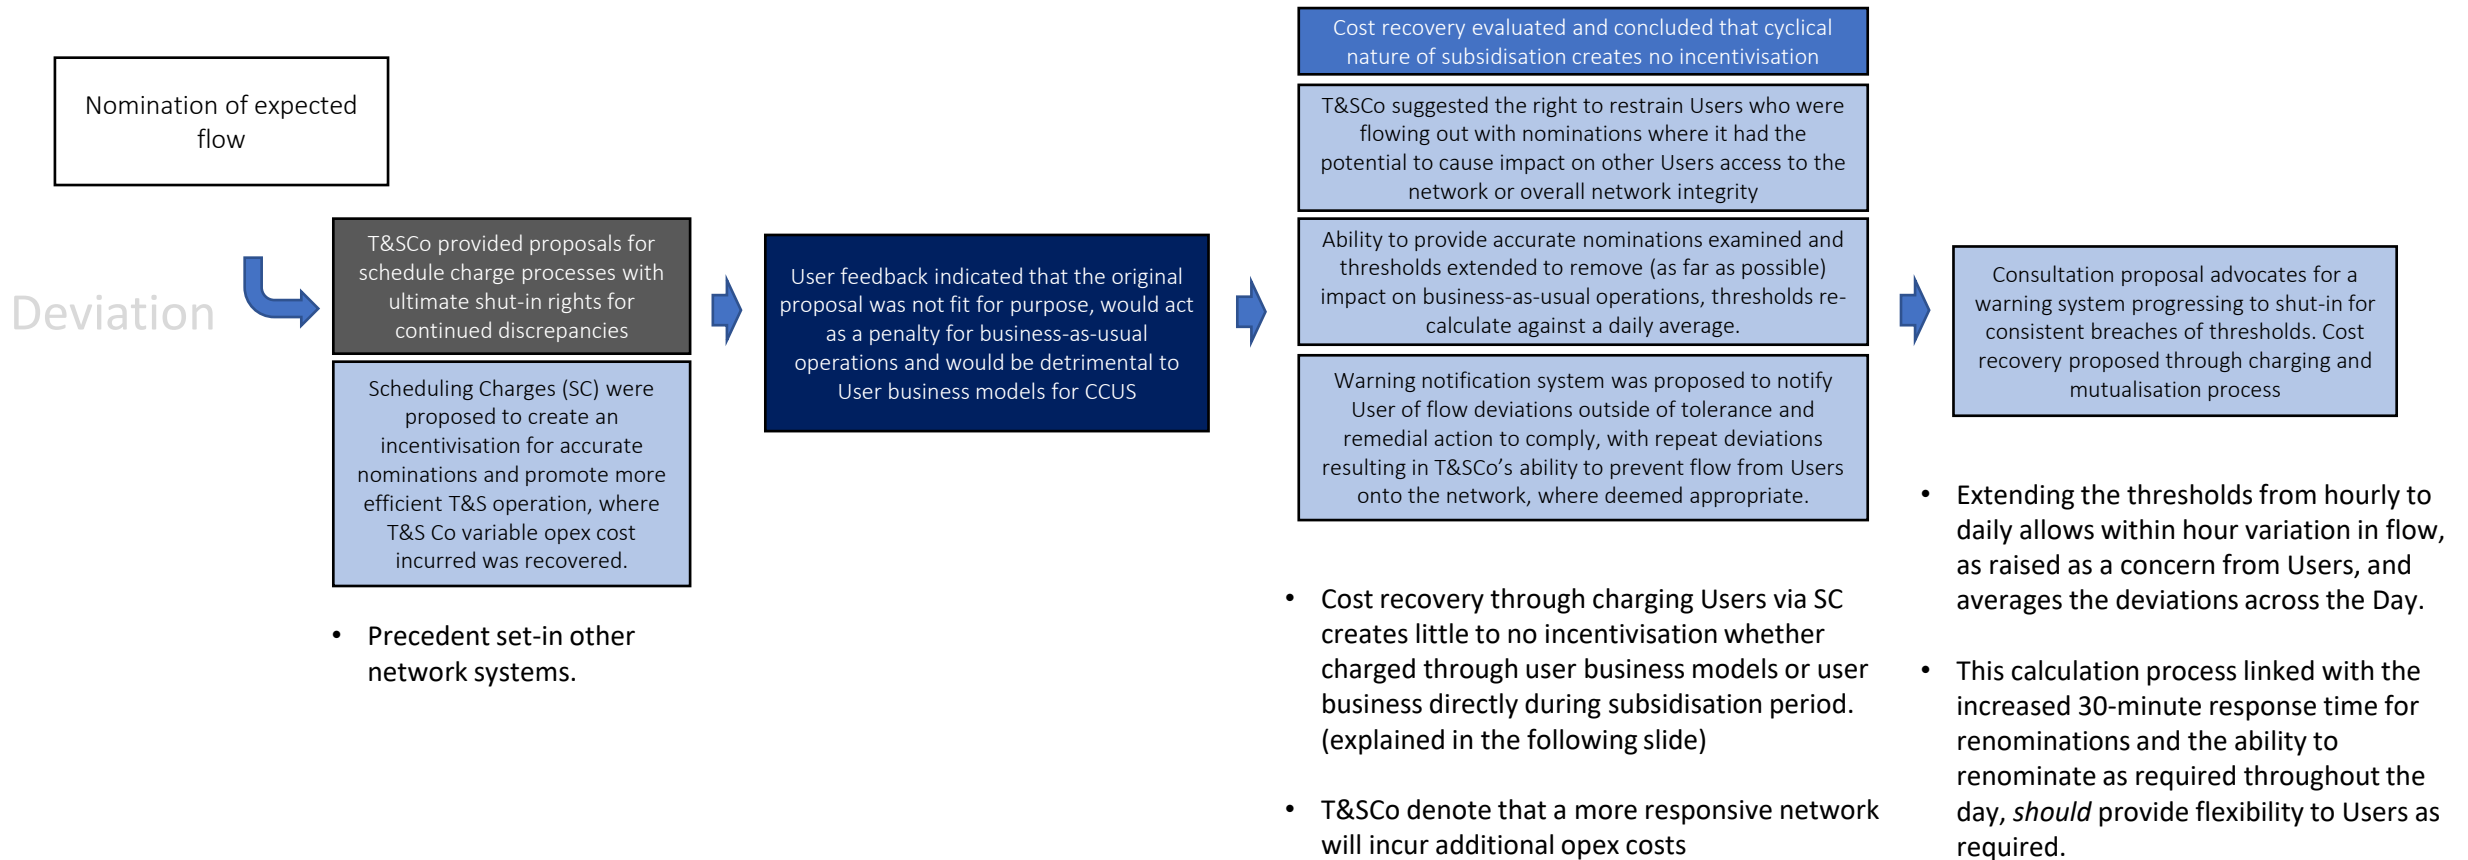 Nomination of expected
flow
Deviation
T&SCo provided proposals for
schedule charge processes with
ultimate shut-in rights for
continued discrepancies
Scheduling Charges (SC) were
proposed to create an
incentivisation for accurate
nominations and promote more
efficient T&S operation, where
T&S Co variable opex cost
incurred was recovered.
• Precedent set-in other
network systems.
User feedback indicated that the original
proposal was not fit for purpose, would act
as a penalty for business-as-usual
operations and would be detrimental to
User business models for CCUS
Cost recovery evaluated and concluded that cyclical
nature of subsidisation creates no incentivisation
T&SCo suggested the right to restrain Users who were
flowing out with nominations where it had the
potential to cause impact on other Users access to the
network or overall network integrity
Ability to provide accurate nominations examined and
thresholds extended to remove (as far as possible)
impact on business-as-usual operations, thresholds re-
calculate against a daily average.
Warning notification system was proposed to notify
User of flow deviations outside of tolerance and
remedial action to comply, with repeat deviations
resulting in T&SCo’s ability to prevent flow from Users
onto the network, where deemed appropriate.
• Cost recovery through charging Users via SC
creates little to no incentivisation whether
charged through user business models or user
business directly during subsidisation period.
(explained in the following slide)
• T&SCo denote that a more responsive network
will incur additional opex costs
Consultation proposal advocates for a
warning system progressing to shut-in for
consistent breaches of thresholds. Cost
recovery proposed through charging and
mutualisation process
• Extending the thresholds from hourly to
daily allows within hour variation in flow,
as raised as a concern from Users, and
averages the deviations across the Day.
• This calculation process linked with the
increased 30-minute response time for
renominations and the ability to
renominate as required throughout the
day, should provide flexibility to Users as
required.